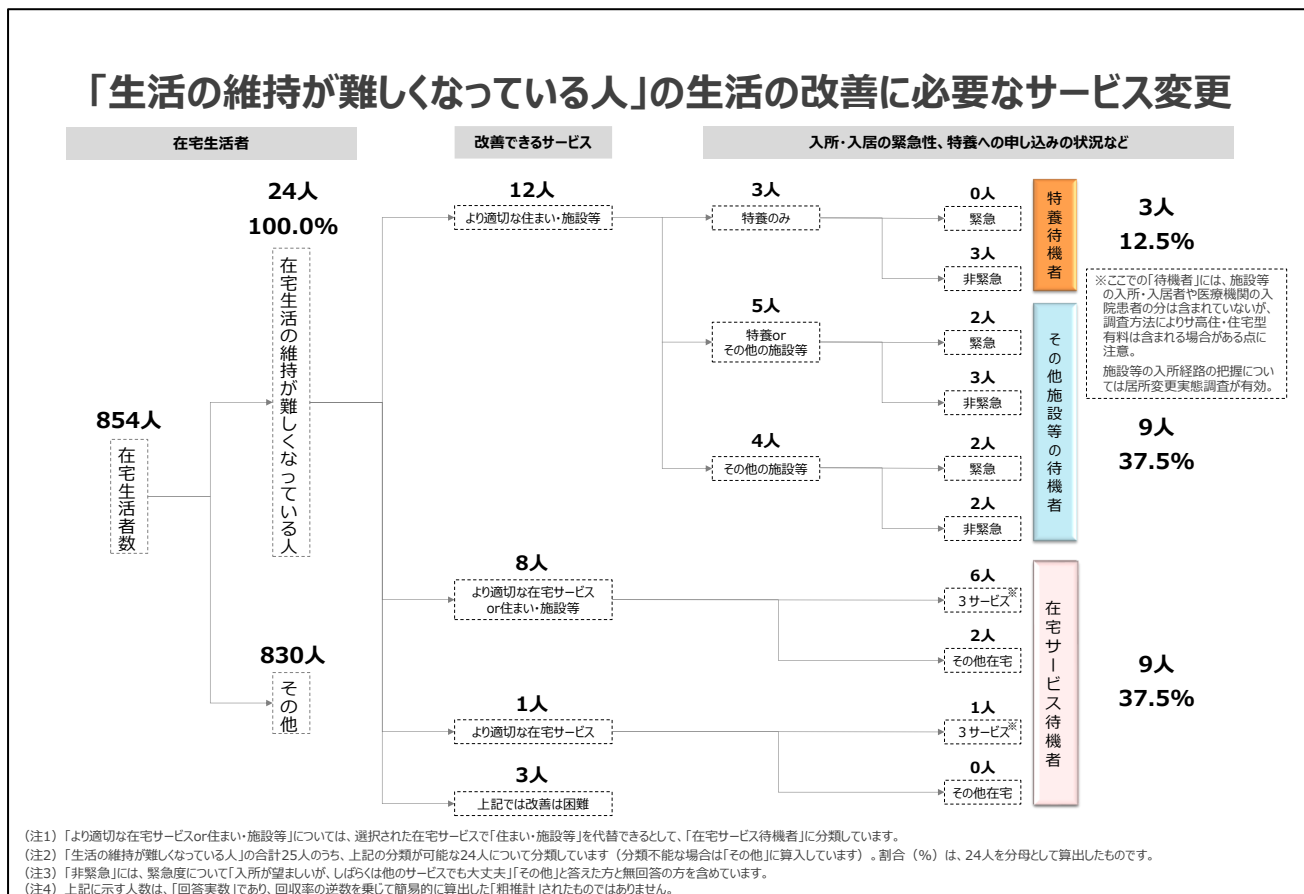 「生活の維持が難しくなっている人」の生活の改善に必要なサービス変更
在宅生活者
改善できるサービス
入所・入居の緊急性、特養への申し込みの状況など
854人
在宅生活者数
24人
100.0%
在宅生活の維持が難しくなっている人
830人
その他
12人
より適切な住まい・施設等
8人
より適切な在宅サービス
or住まい・施設等
1人
より適切な在宅サービス
3人
上記では改善は困難
3人
特養のみ
5人
特養or
その他の施設等
4人
その他の施設等
0人
緊急
3人
非緊急
2人
緊急
3人
非緊急
2人
緊急
2人
非緊急
6人
3サービス※
2人
その他在宅
1人
3サービス※
0人
その他在宅
特養待機者
その他施設等の待機者
在宅サービス待機者
3人
12.5%
※ここでの「待機者」には、施設等
の入所・入居者や医療機関の入
院患者の分は含まれていないが、
調査方法によりサ高住・住宅型
有料は含まれる場合がある点に
注意。
施設等の入所経路の把握につい
ては居所変更実態調査が有効。
9人
37.5%
9人
37.5%
(注1)「より適切な在宅サービスor住まい・施設等」については、選択された在宅サービスで「住まい・施設等」を代替できるとして、「在宅サービス待機者」に分類しています。
(注2)「生活の維持が難しくなっている人」の合計25人のうち、上記の分類が可能な24人について分類しています(分類不能な場合は「その他」に算入しています)。割合(%)は、24人を分母として算出したものです。
(注3)「非緊急」には、緊急度について「入所が望ましいが、しばらくは他のサービスでも大丈夫」「その他」と答えた方と無回答の方を含めています。
(注4)上記に示す人数は、「回答実数」であり、回収率の逆数を乗じて簡易的に算出した「粗推計」されたものではありません。